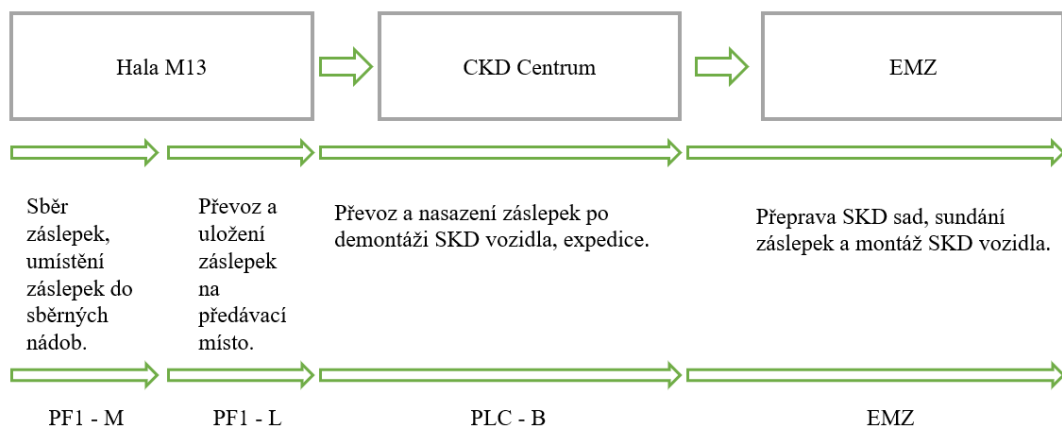 Hala M13
CKD Centrum
EMZ
Sběr
záslepek,
umístění
záslepek do
sběrných
nádob.
Převoz a
uložení
záslepek
na
předávací
místo.
Převoz a nasazení záslepek po
demontáži SKD vozidla, expedice.
Přeprava SKD sad, sundání
záslepek a montáž SKD vozidla.
PF1 - M
PF1 - L
PLC - B
EMZ